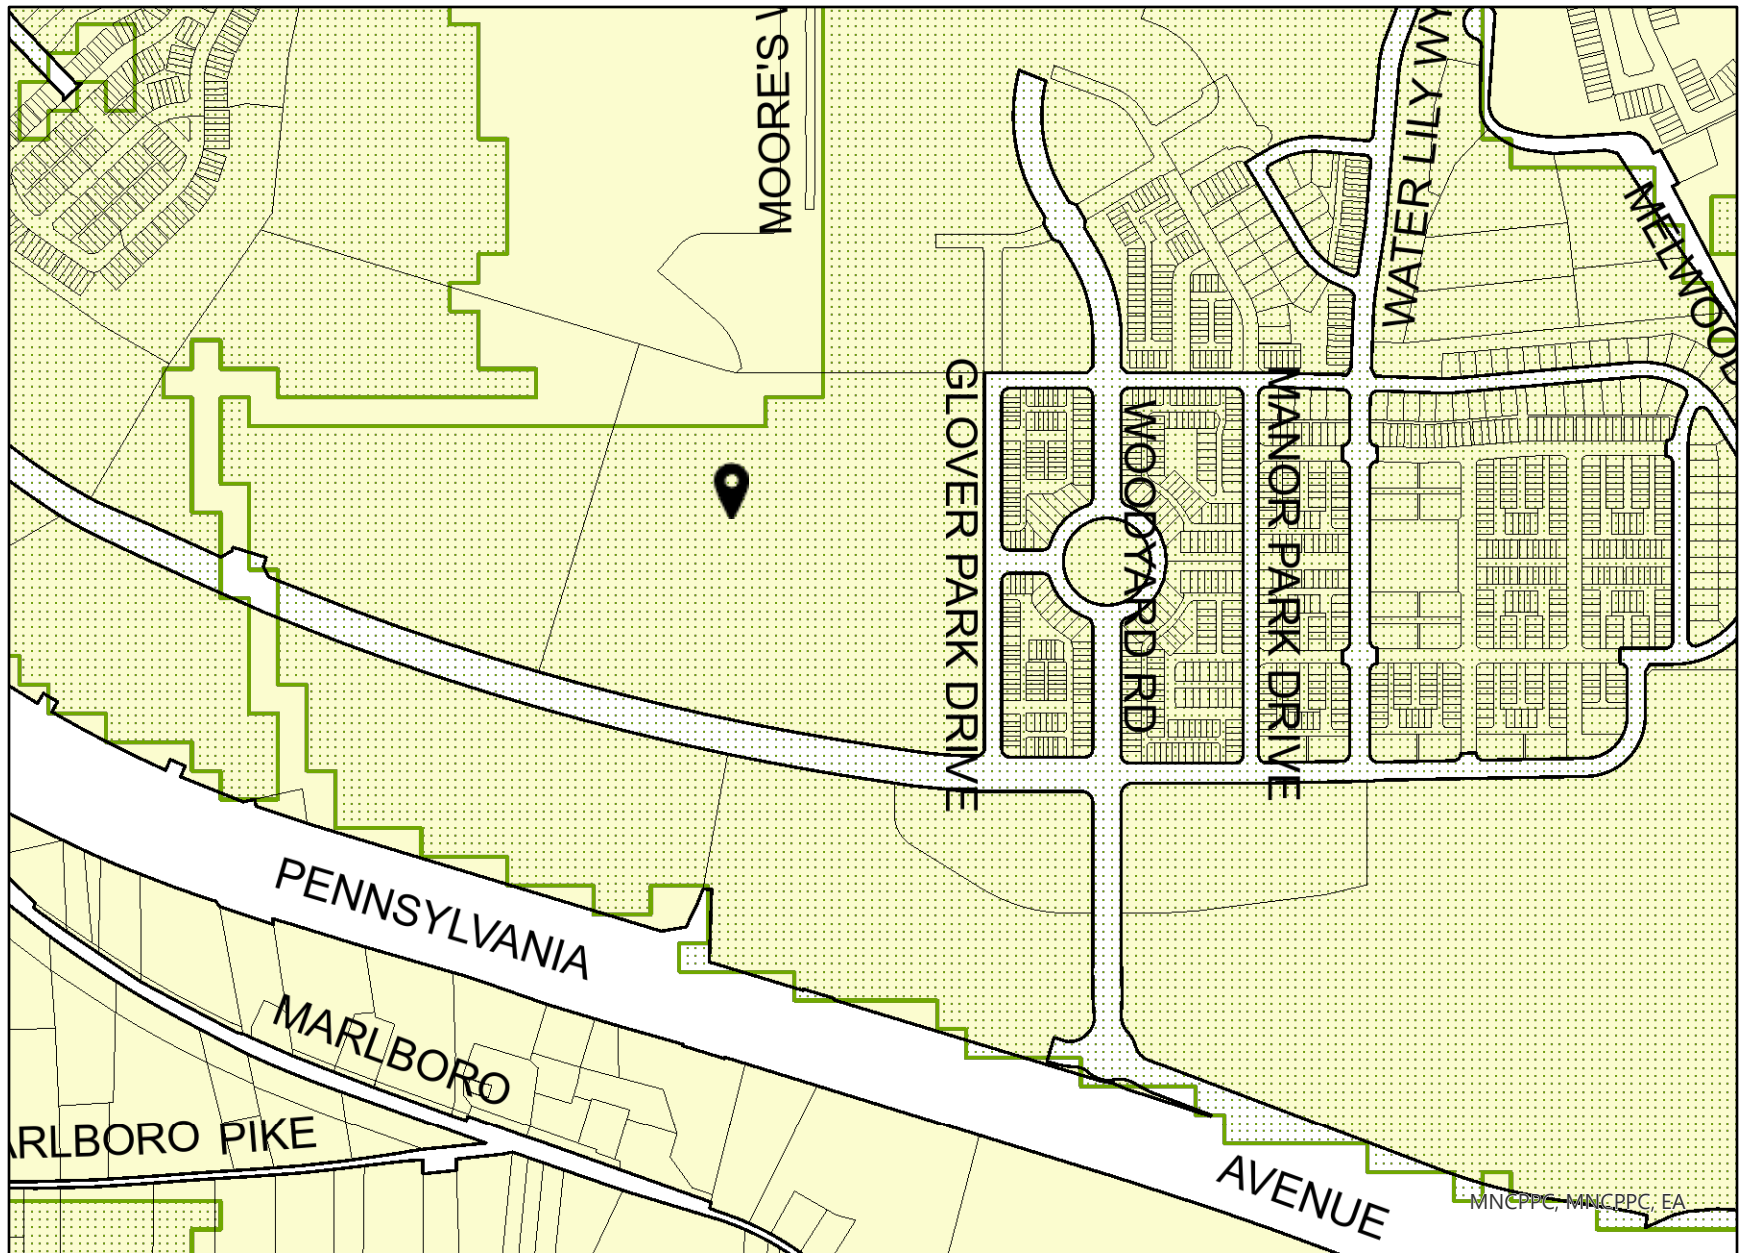 MOORE'S
WATER LILY WY
MELWOOD
GLOVER PARK DRIVE
WOODYARD RD
MANOR PARK DRIVE
PENNSYLVANIA
MARLBORO
ARLBORO PIKE
AVENUE
MNCPPC, MNCPPC, EA